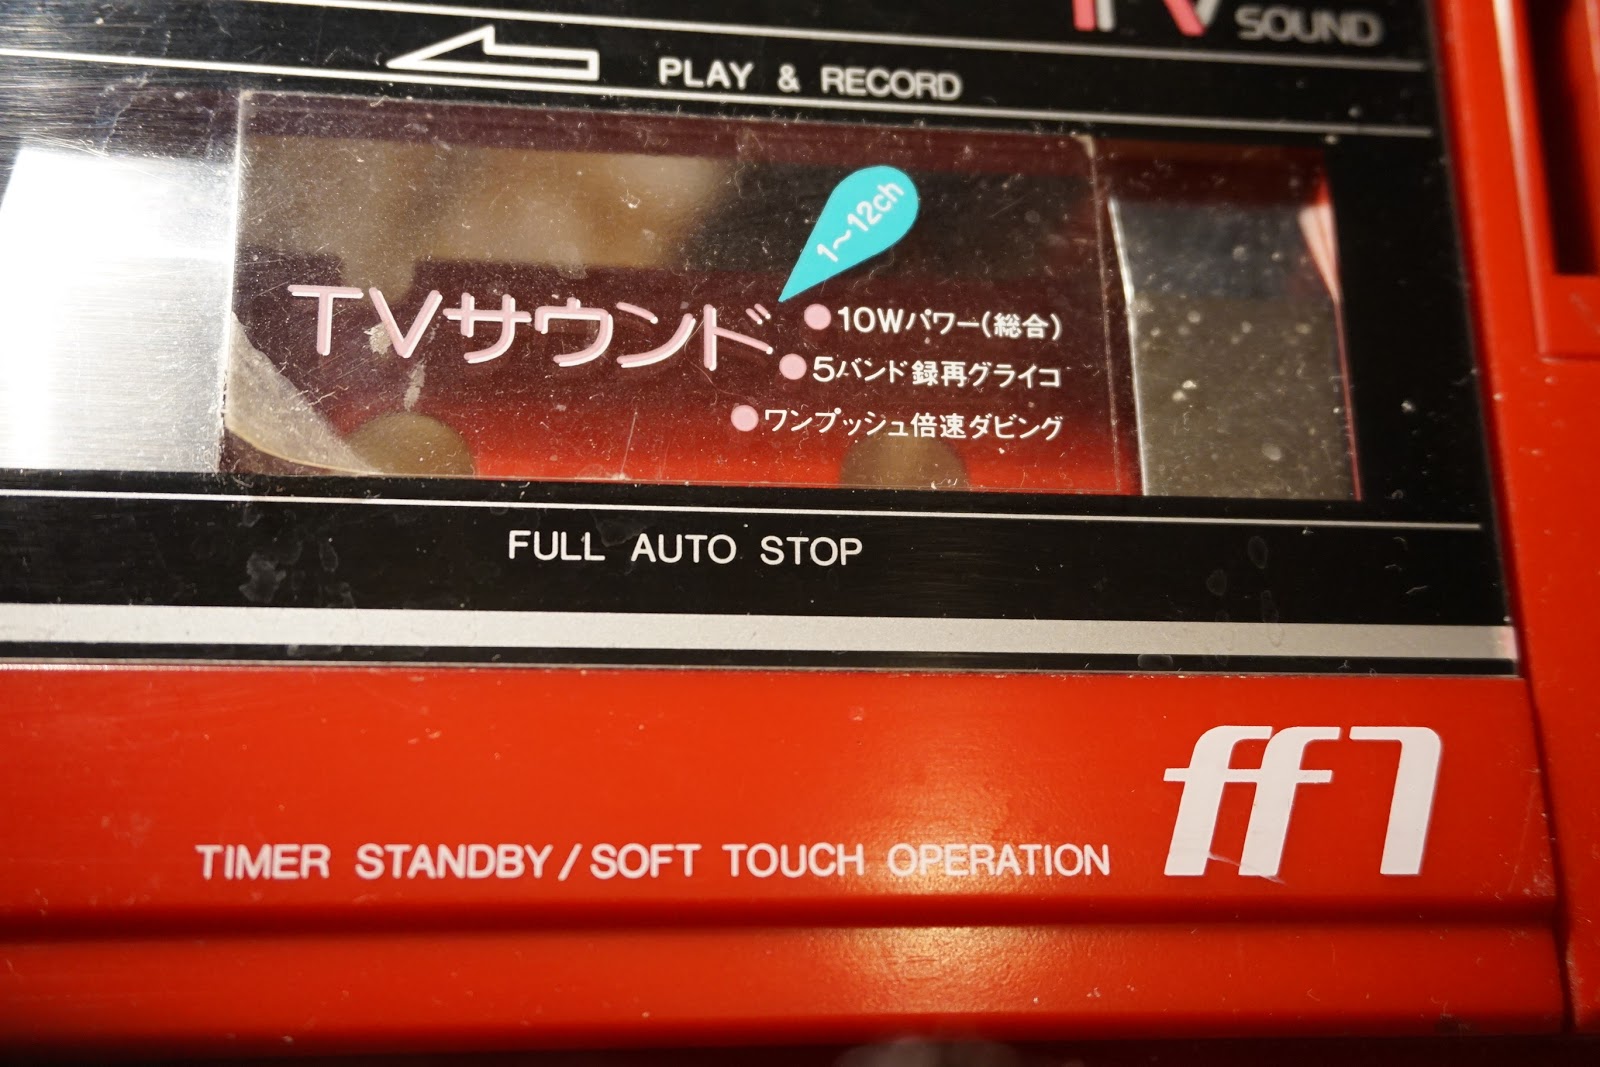 TV SOUND
PLAY & RECORD
1～12ch
TVサウンド
●10Wパワー(総合)
●5バンド録再グライコ
●ワンプッシュ倍速ダビング
FULL AUTO STOP
ff1
TIMER STANDBY/SOFT TOUCH OPERATION